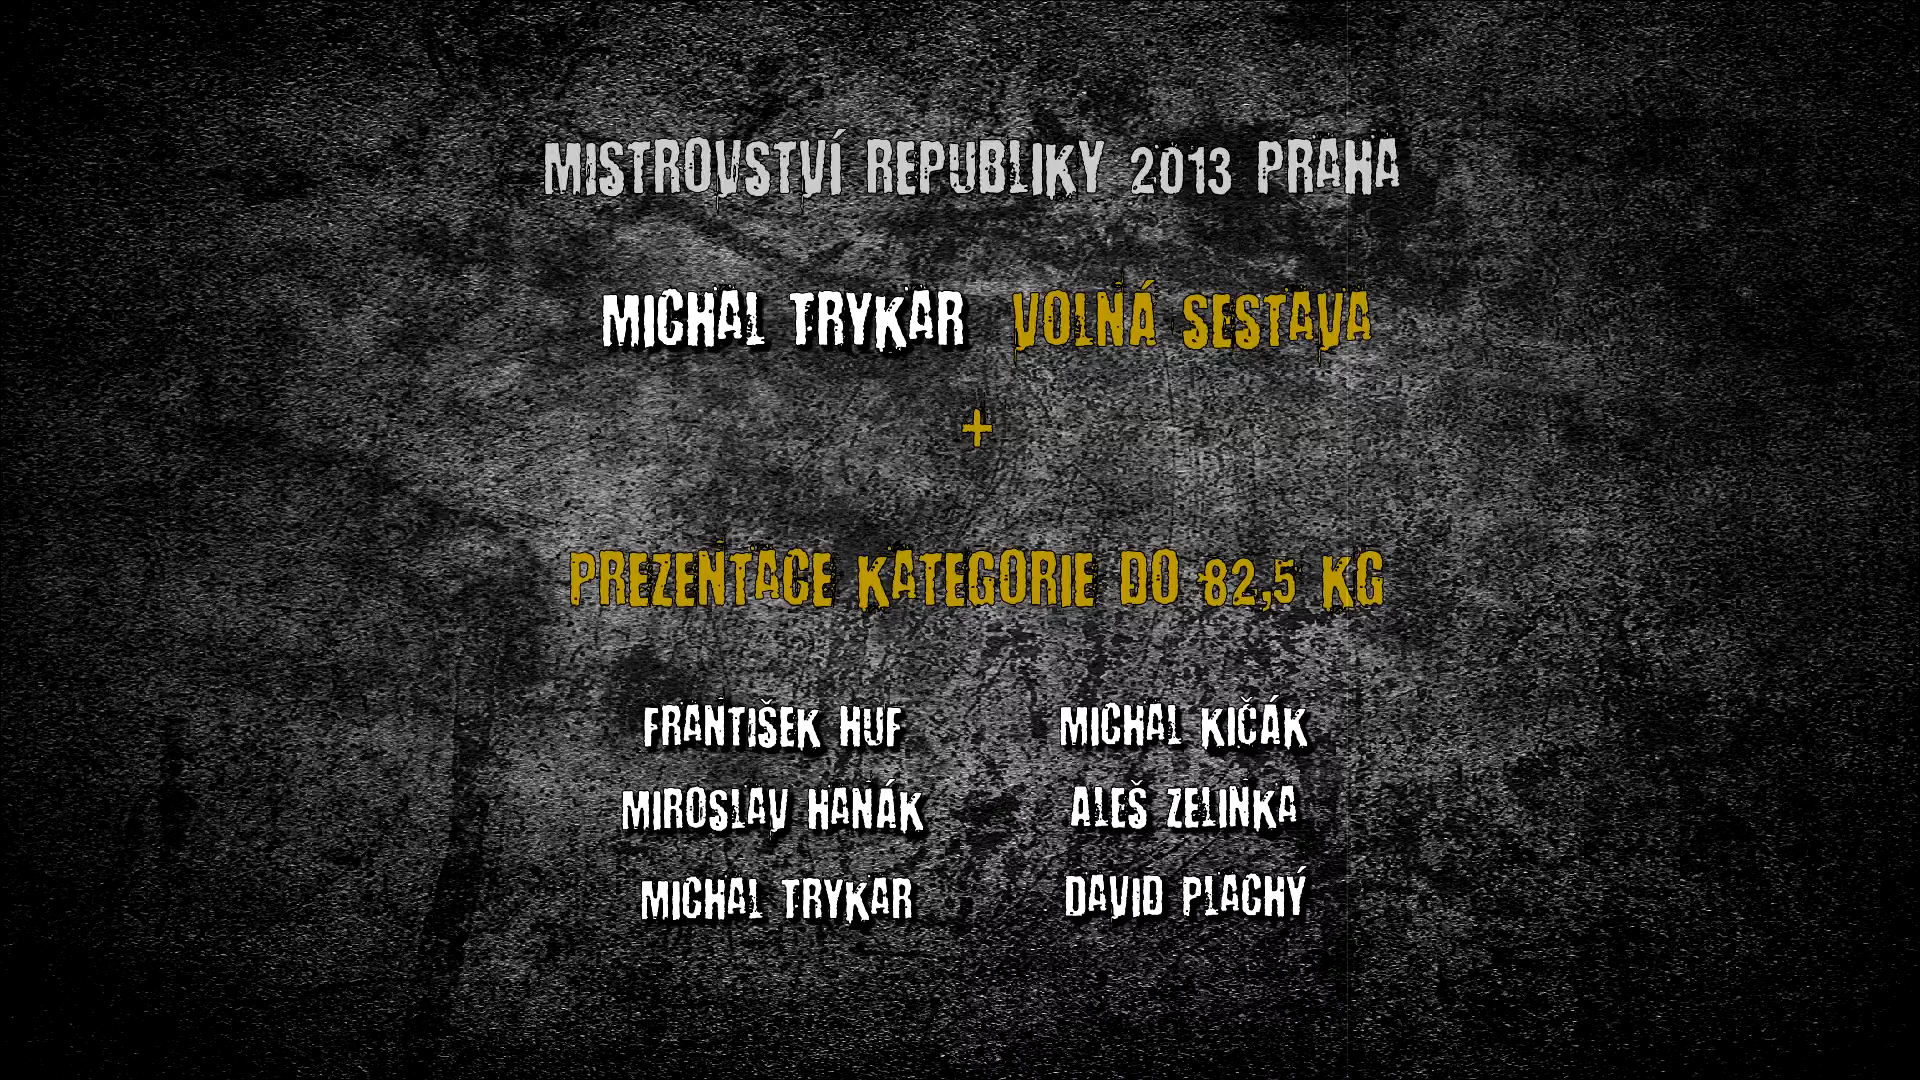 MISTROVSTVÍ REPUBLIKY 2013 PRAHA
MICHAL TRYKAR VOLNÁ SESTAVA
+
PREZENTACE KATEGORIE DO 82,5 KG
FRANTIŠEK HUF MICHAL KIČÁK
MIROSLAV HANÁK ALEŠ ZELINKA
MICHAL TRYKAR DAVID PLACHÝ